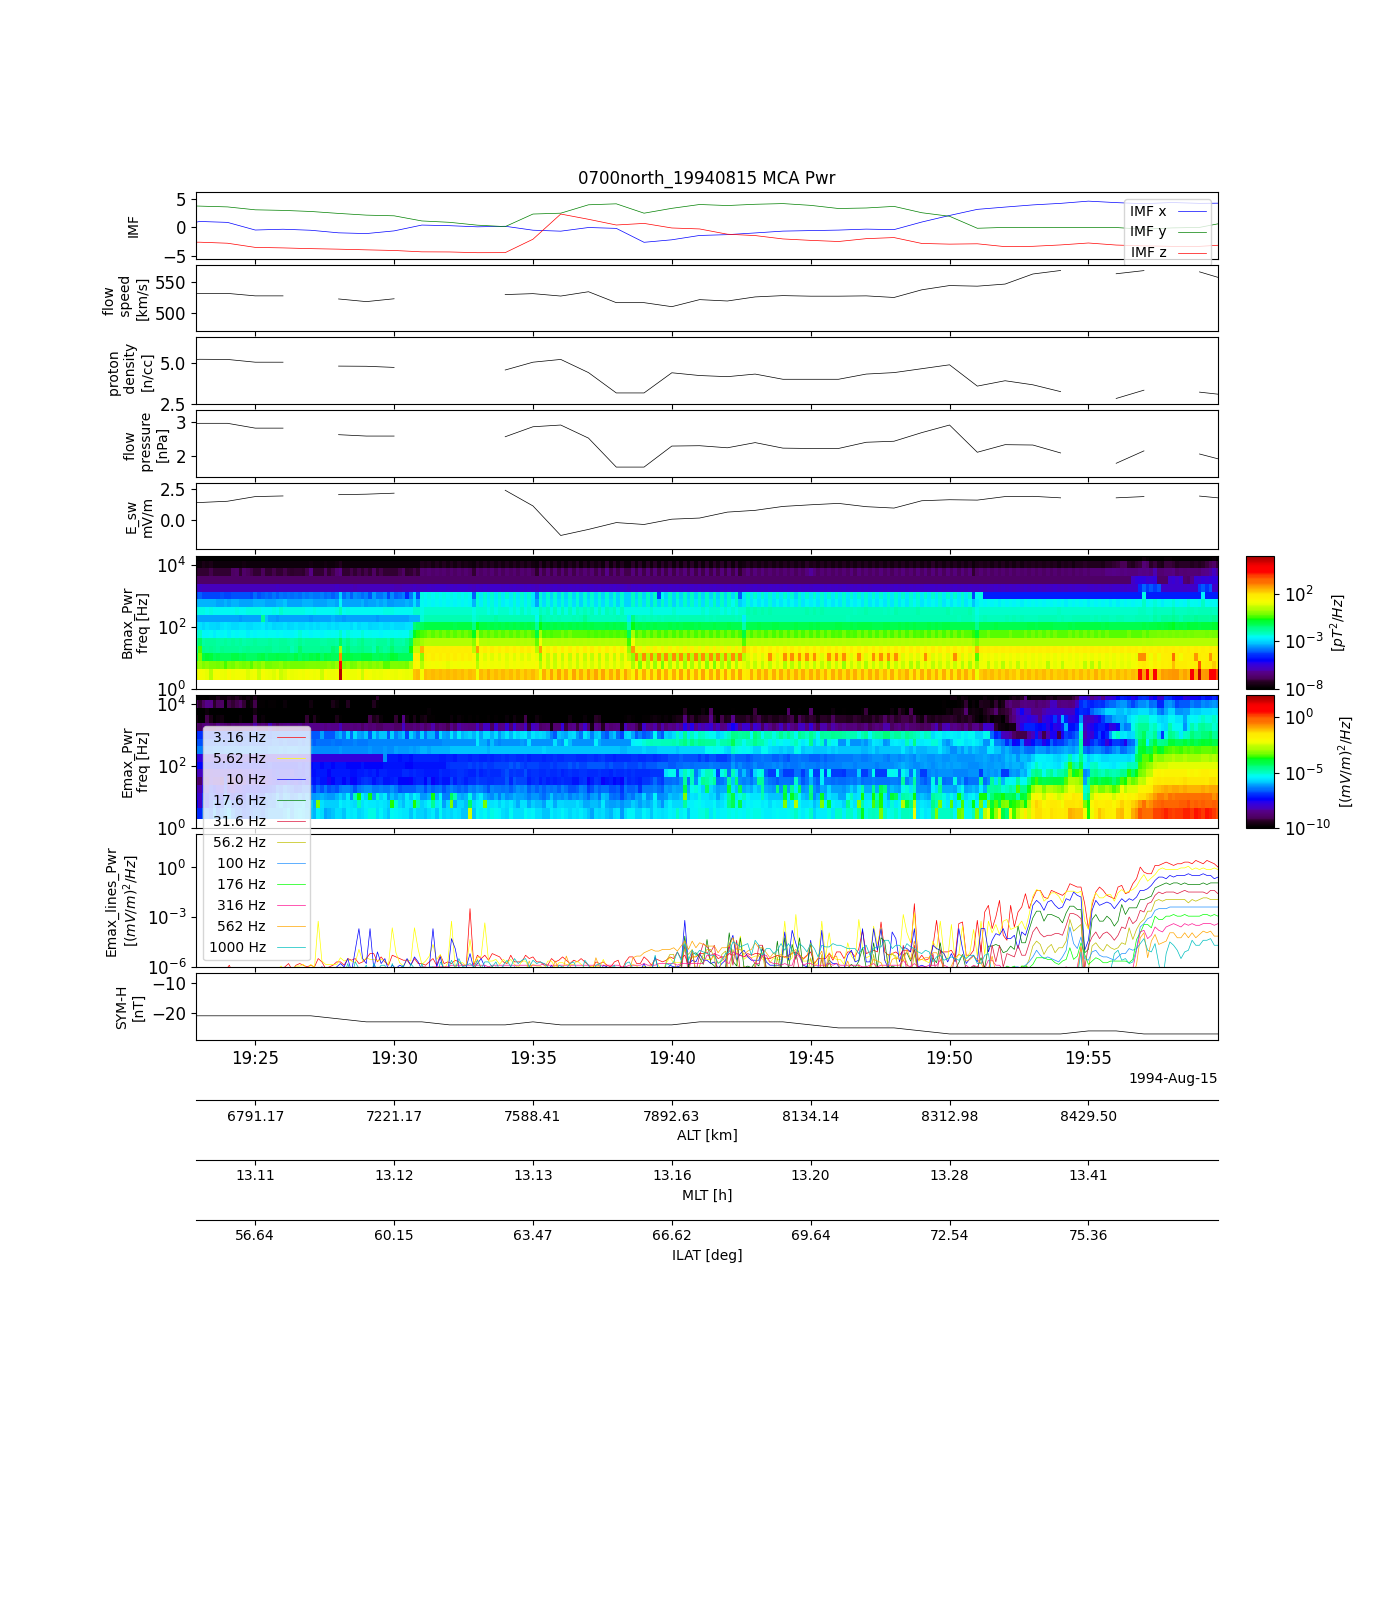 0700north_19940815 MCA Pwr
5
0
−5
IMF
IMF x
IMF y
IMF z
550
500
flow
speed
[km/s]
5.0
2.5
proton
density
[n/cc]
3
2
flow
pressure
[nPa]
2.5
0.0
E_sw
mV/m
10^4
10^2
10^0
Bmax_Pwr
freq [Hz]
10^2
10^−3
10^−8
[pT^2/Hz]
10^4
10^2
10^0
Emax_Pwr
freq [Hz]
10^0
10^−5
10^−10
[(mV/m)^2/Hz]
3.16 Hz
5.62 Hz
10 Hz
17.6 Hz
31.6 Hz
56.2 Hz
100 Hz
176 Hz
316 Hz
562 Hz
1000 Hz
10^0
10^−3
10^−6
Emax_lines_Pwr
[(mV/m)^2/Hz]
−10
−20
SYM-H
[nT]
19:25 19:30 19:35 19:40 19:45 19:50 19:55
1994-Aug-15
6791.17 7221.17 7588.41 7892.63 8134.14 8312.98 8429.50
ALT [km]
13.11 13.12 13.13 13.16 13.20 13.28 13.41
MLT [h]
56.64 60.15 63.47 66.62 69.64 72.54 75.36
ILAT [deg]